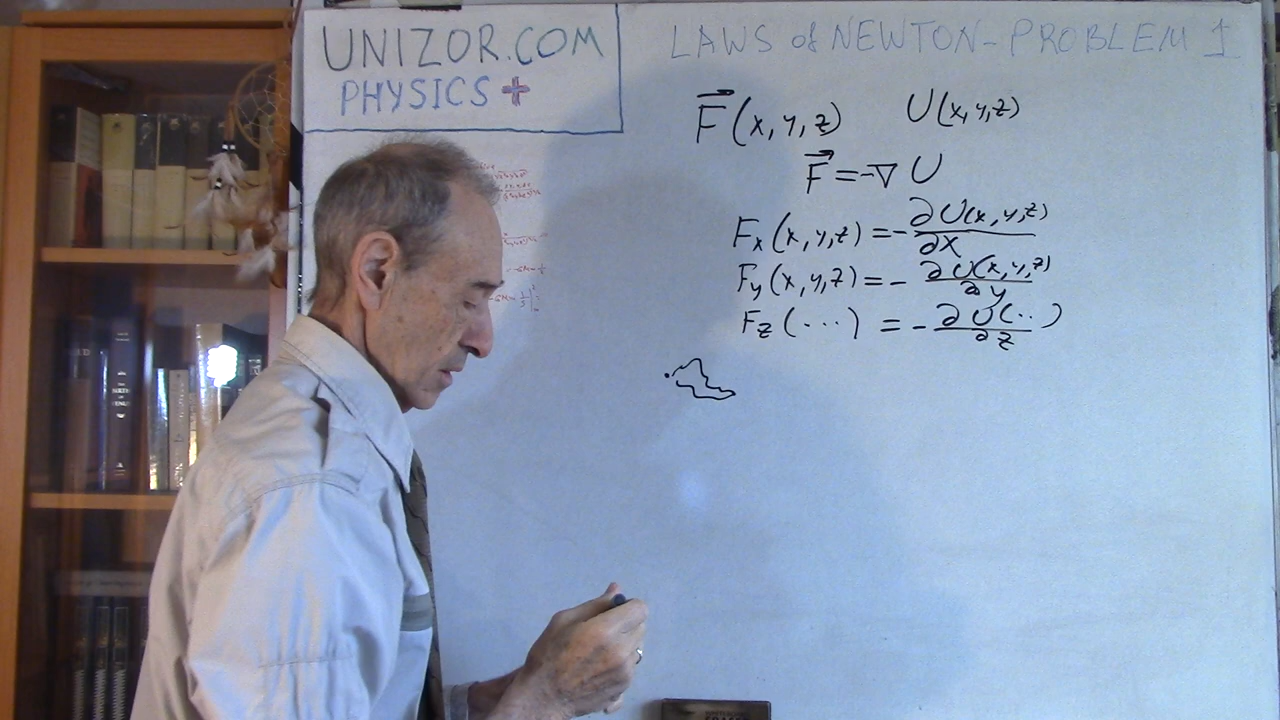 UNIZOR.COM
PHYSICS +
LAWS of NEWTON - PROBLEM 1
F⃗(x, y, z) U(x, y, z)
F⃗ = -∇U
Fx(x, y, z) = - ∂U(x, y, z)/∂x
Fy(x, y, z) = - ∂U(x, y, z)/∂y
Fz(...) = - ∂U(..)/∂z